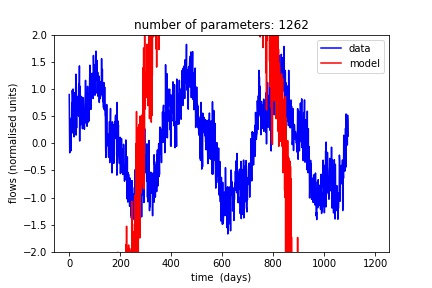 number of parameters: 1262
2.0
1.5
1.0
0.5
0.0
−0.5
−1.0
−1.5
−2.0
flows (normalised units)
data
model
0 200 400 600 800 1000 1200
time (days)